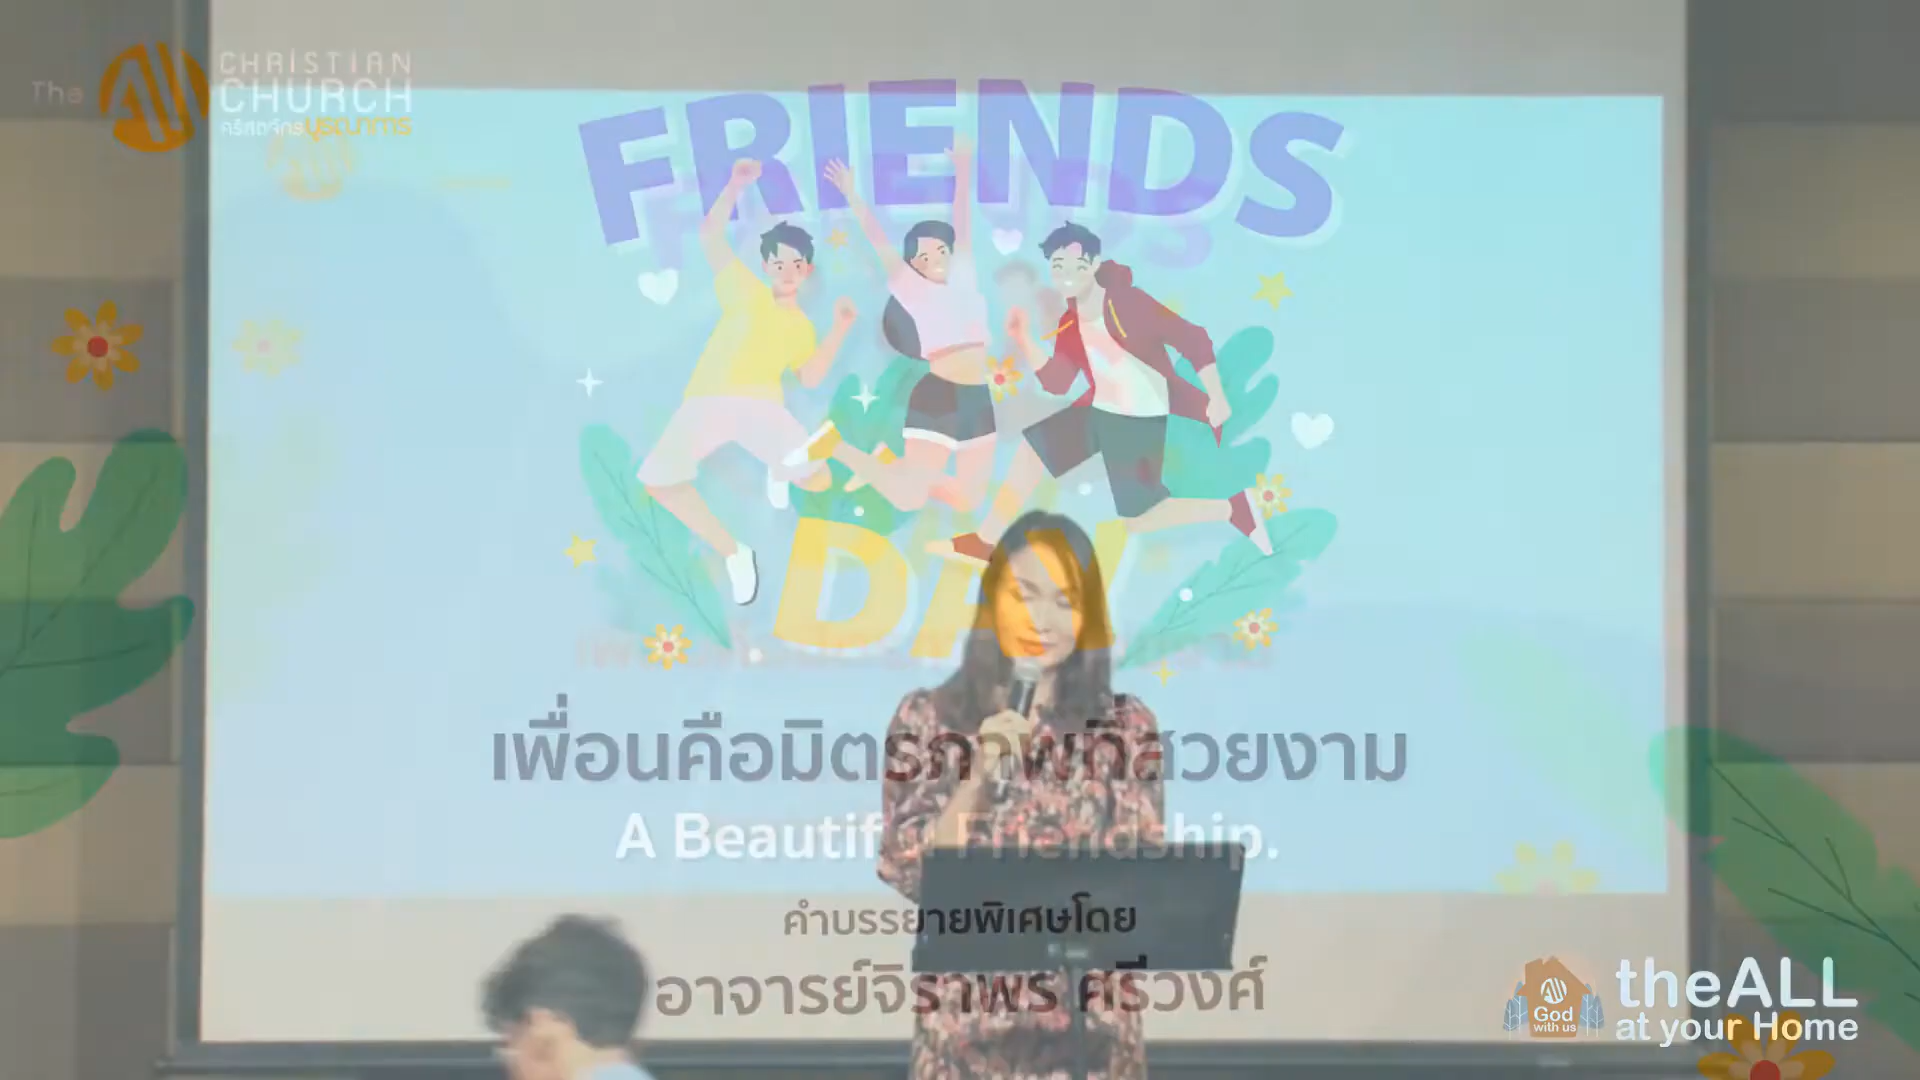 The ALL CHRISTIAN
CHURCH
คริสตจักรบูรณาการ
FRIENDS
DAY
เพื่อนคือมิตรภาพที่สวยงาม
A Beautiful Friendship.
คำบรรยายพิเศษโดย
อาจารย์จิราพร ศรีวงศ์
ALL
God
with us
theALL
at your Home